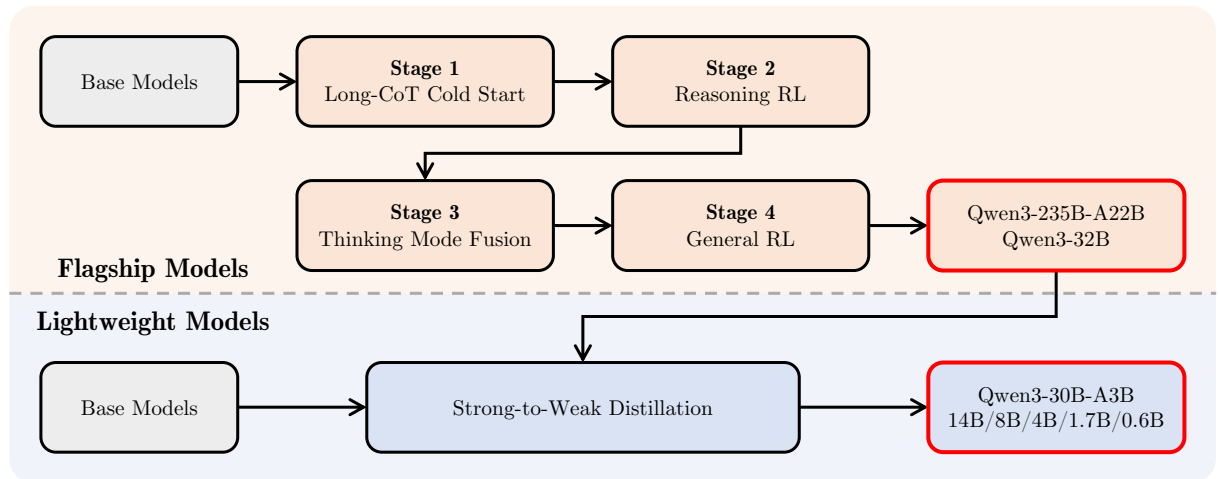 Base Models
Stage 1
Long-CoT Cold Start
Stage 2
Reasoning RL
Stage 3
Thinking Mode Fusion
Stage 4
General RL
Qwen3-235B-A22B
Qwen3-32B
Flagship Models
Lightweight Models
Base Models
Strong-to-Weak Distillation
Qwen3-30B-A3B
14B/8B/4B/1.7B/0.6B